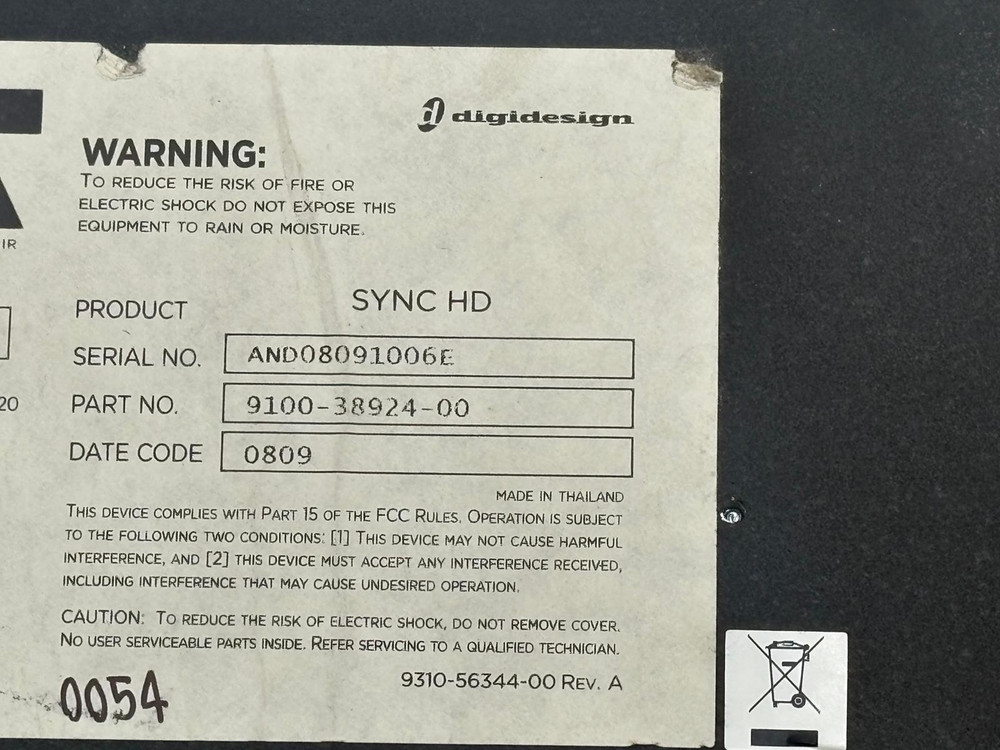 digidesign
WARNING:
TO REDUCE THE RISK OF FIRE OR
ELECTRIC SHOCK DO NOT EXPOSE THIS
EQUIPMENT TO RAIN OR MOISTURE.
IR
PRODUCT SYNC HD
SERIAL NO. AND08091006E
20
PART NO. 9100-38924-00
DATE CODE 0809
MADE IN THAILAND
THIS DEVICE COMPLIES WITH PART 15 OF THE FCC RULES. OPERATION IS SUBJECT
TO THE FOLLOWING TWO CONDITIONS: [1] THIS DEVICE MAY NOT CAUSE HARMFUL
INTERFERENCE, AND [2] THIS DEVICE MUST ACCEPT ANY INTERFERENCE RECEIVED,
INCLUDING INTERFERENCE THAT MAY CAUSE UNDESIRED OPERATION.
CAUTION: TO REDUCE THE RISK OF ELECTRIC SHOCK, DO NOT REMOVE COVER.
NO USER SERVICEABLE PARTS INSIDE. REFER SERVICING TO A QUALIFIED TECHNICIAN.
9310-56344-00 REV. A
0054